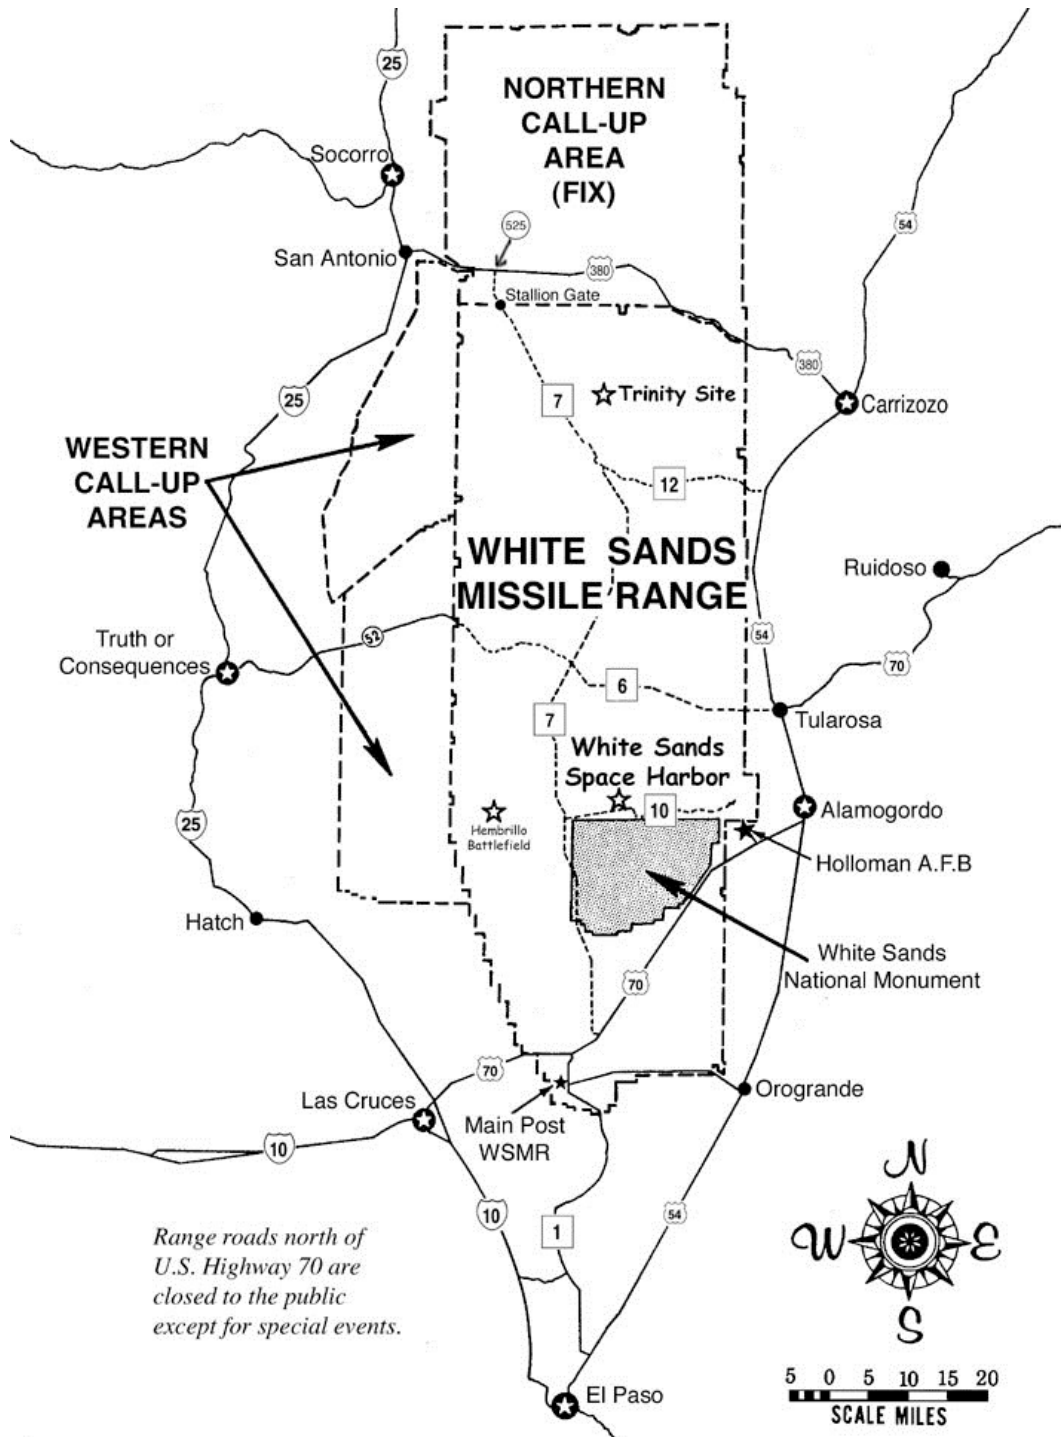 25
NORTHERN
CALL-UP
AREA
(FIX)
Socorro
525
54
San Antonio
380
Stallion Gate
380
25
7
Trinity Site
Carrizozo
WESTERN
CALL-UP
AREAS
12
WHITE SANDS
MISSILE RANGE
Ruidoso
Truth or
Consequences
52
54
70
6
7
Tularosa
White Sands
Space Harbor
10
25
Hembrillo
Battlefield
Alamogordo
Holloman A.F.B
Hatch
White Sands
National Monument
70
70
Las Cruces
Main Post
WSMR
Orogrande
10
10
1
54
N
W
E
S
Range roads north of
U.S. Highway 70 are
closed to the public
except for special events.
5 0 5 10 15 20
SCALE MILES
El Paso